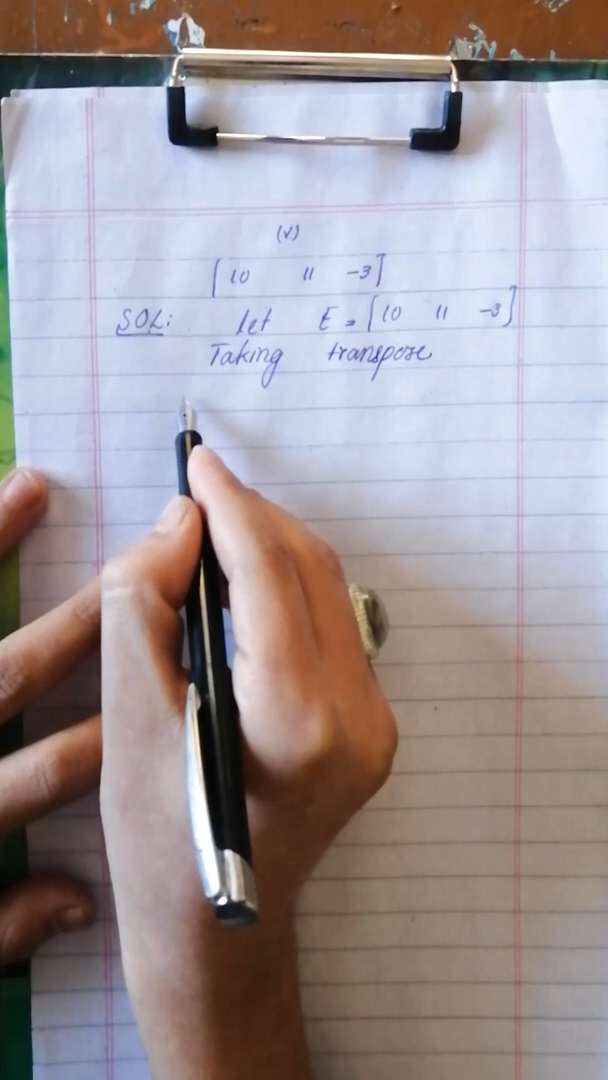 (v)
[10 11 -3]
SOL: let E = [10 11 -3]
Taking transpose